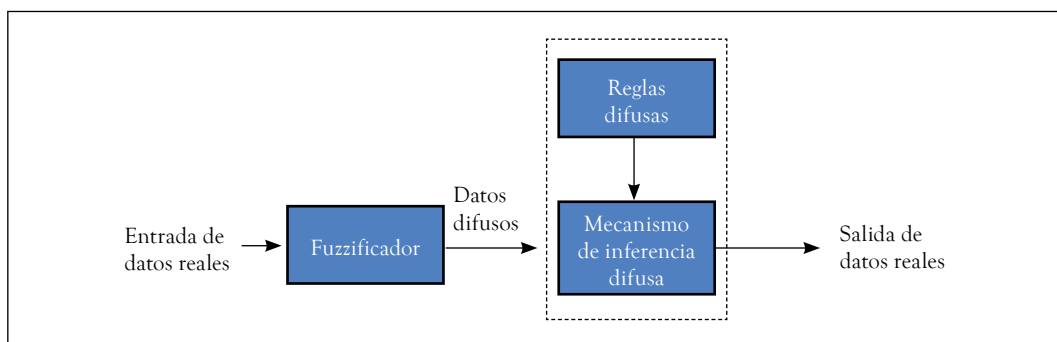 Reglas
difusas
Datos
difusos
Entrada de
datos reales
Fuzzificador
Mecanismo
de inferencia
difusa
Salida de
datos reales